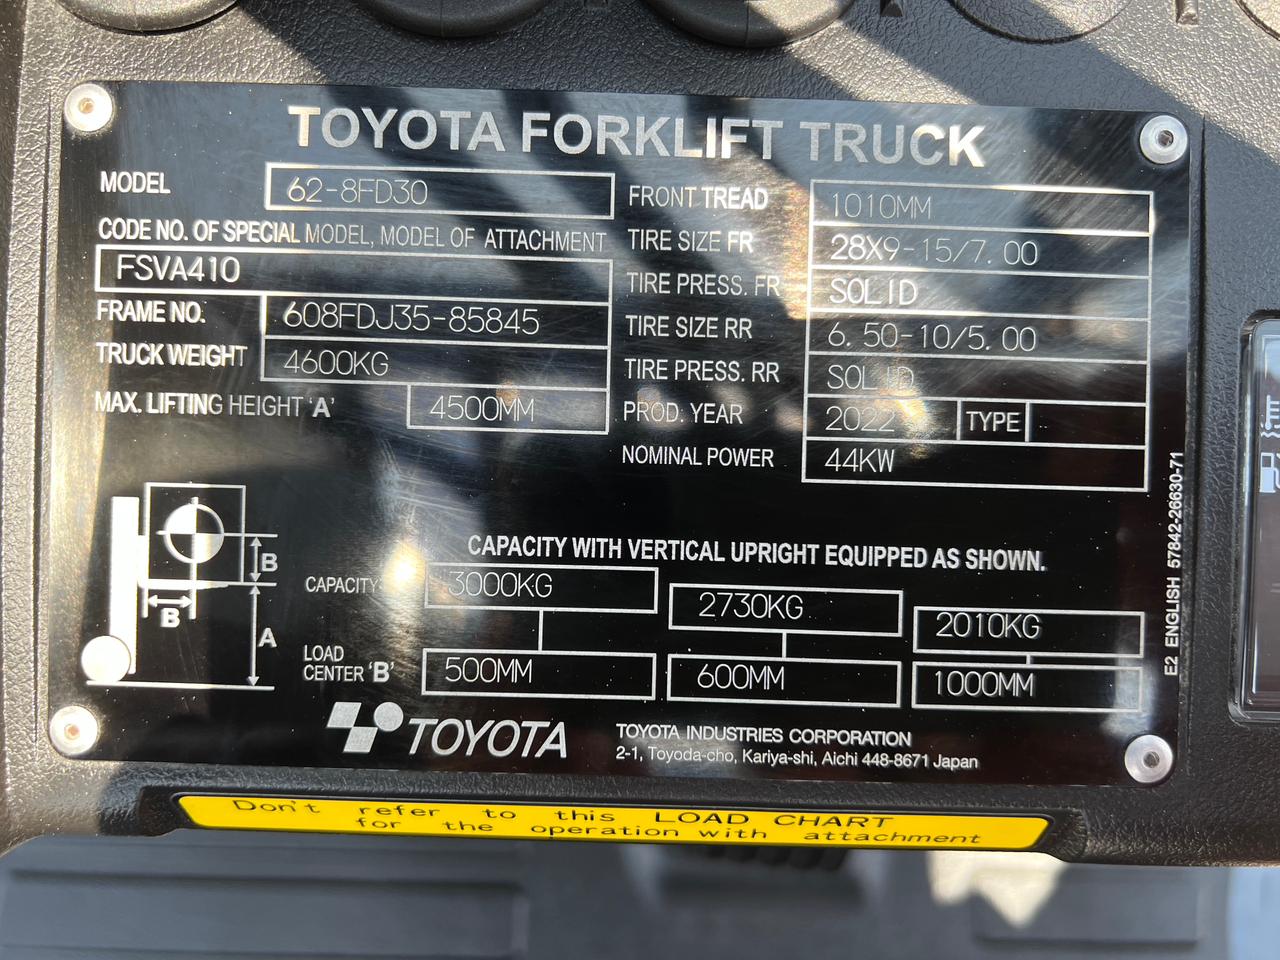 TOYOTA FORKLIFT TRUCK
MODEL 62-8FD30
CODE NO. OF SPECIAL MODEL, MODEL OF ATTACHMENT
FSVA410
FRAME NO. 608FDJ35-85845
TRUCK WEIGHT 4600KG
MAX. LIFTING HEIGHT 'A' 4500MM
FRONT TREAD 1010MM
TIRE SIZE FR 28X9-15/7.00
TIRE PRESS. FR SOLID
TIRE SIZE RR 6.50-10/5.00
TIRE PRESS. RR SOLID
PROD. YEAR 2022 TYPE
NOMINAL POWER 44KW
CAPACITY WITH VERTICAL UPRIGHT EQUIPPED AS SHOWN.
B
B
A
CAPACITY 3000KG 2730KG 2010KG
LOAD
CENTER 'B' 500MM 600MM 1000MM
TOYOTA
TOYOTA INDUSTRIES CORPORATION
2-1, Toyoda-cho, Kariya-shi, Aichi 448-8671 Japan
E2 ENGLISH 57842-26630-71
Don't refer to this LOAD CHART
for the operation with attachment